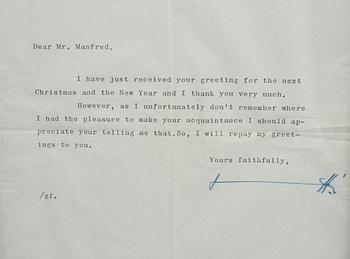 Dear Mr. Manfred,
I have just received your greeting for the next
Christmas and the New Year and I thank you very much.
However, as I unfortunately don't remember where
I had the pleasure to make your acquaintance I should ap-
preciate your telling me that.So, I will repay my greet-
ings to you.
Yours faithfully,
/gf.